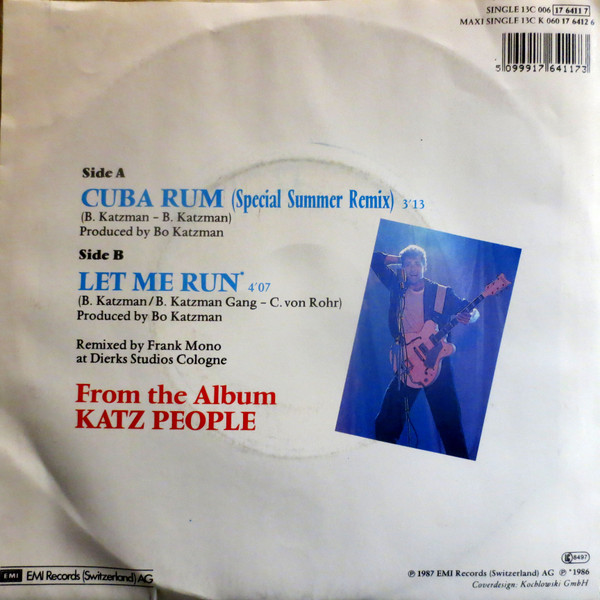 SINGLE 13C 006 17 6411 7
MAXI SINGLE 13C K 060 17 6412 6
5 099917 641173
Side A
CUBA RUM (Special Summer Remix) 3'13
(B. Katzman – B. Katzman)
Produced by Bo Katzman
Side B
LET ME RUN* 4'07
(B. Katzman/B. Katzman Gang – C. von Rohr)
Produced by Bo Katzman
Remixed by Frank Mono
at Dierks Studios Cologne
From the Album
KATZ PEOPLE
EMI EMI Records (Switzerland) AG
8497
℗ 1987 EMI Records (Switzerland) AG ℗ *1986
Coverdesign: Kochlowski GmbH